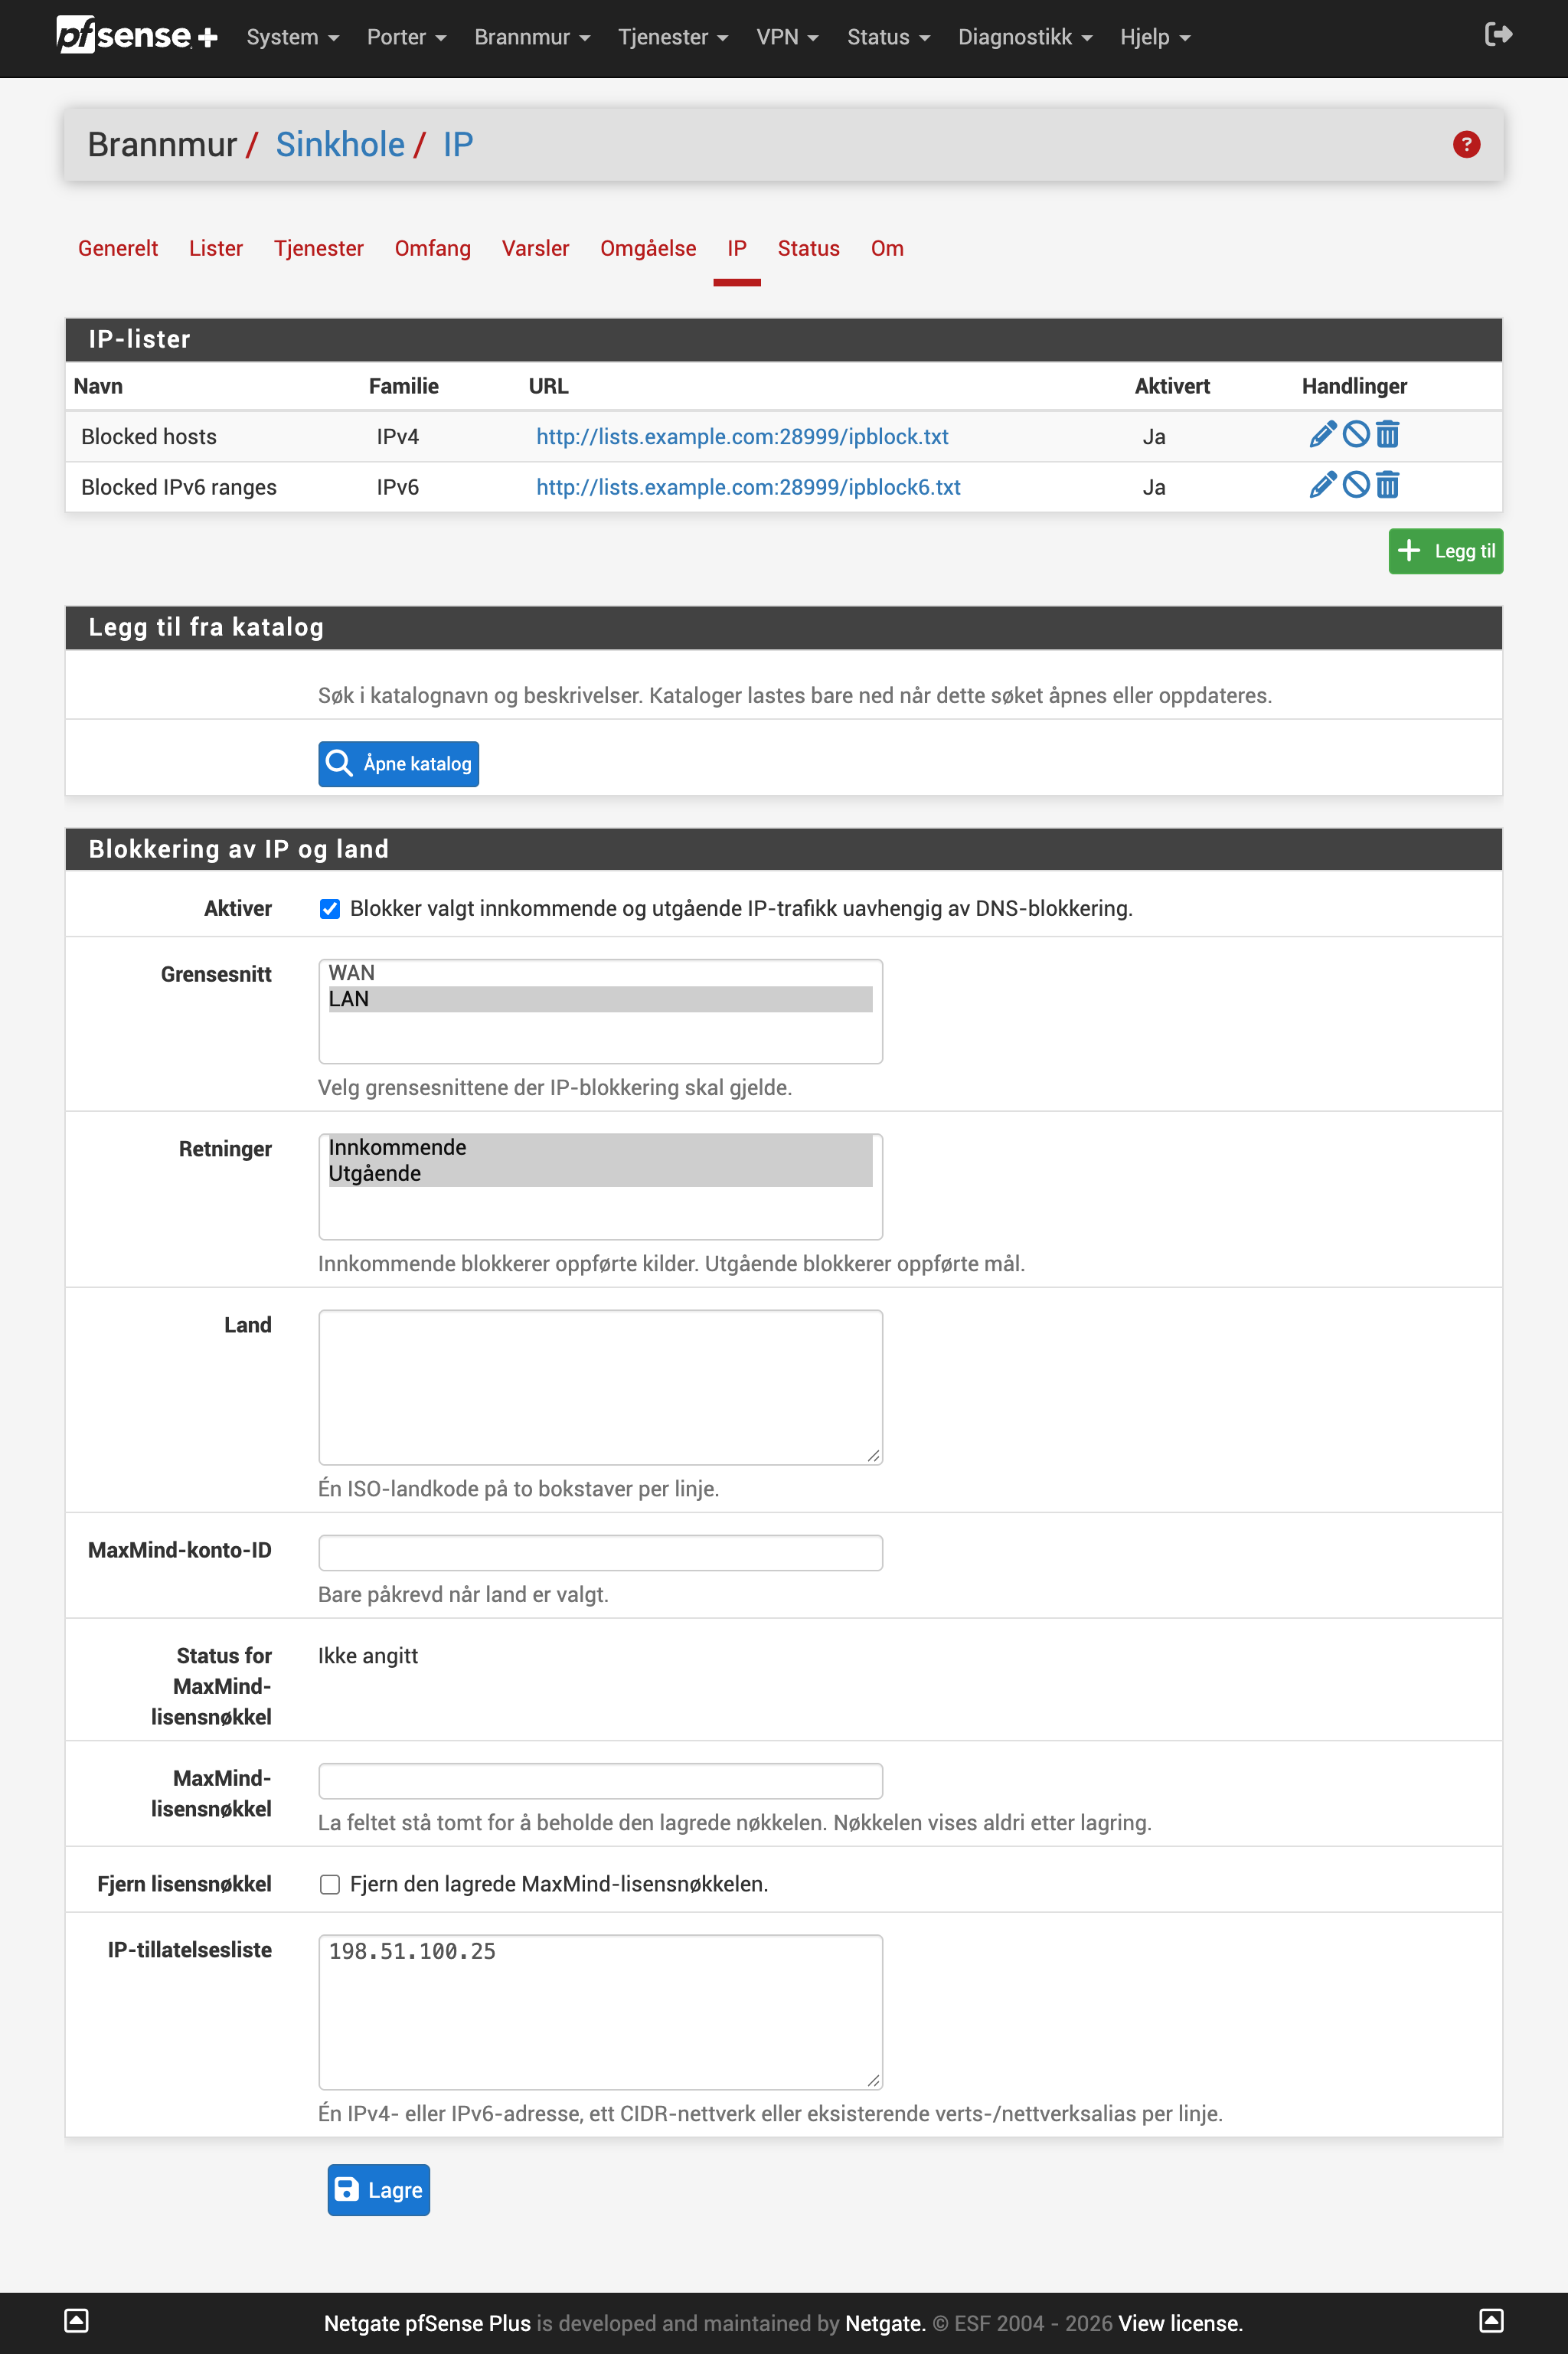 pfsense +
System
Porter
Brannmur
Tjenester
VPN
Status
Diagnostikk
Hjelp
Brannmur / Sinkhole / IP
Generelt Lister Tjenester Omfang Varsler Omgåelse IP Status Om
IP-lister
Navn Familie URL Aktivert Handlinger
Blocked hosts IPv4 http://lists.example.com:28999/ipblock.txt Ja
Blocked IPv6 ranges IPv6 http://lists.example.com:28999/ipblock6.txt Ja
Legg til
Legg til fra katalog
Søk i katalognavn og beskrivelser. Kataloger lastes bare ned når dette søket åpnes eller oppdateres.
Åpne katalog
Blokkering av IP og land
Aktiver
Blokker valgt innkommende og utgående IP-trafikk uavhengig av DNS-blokkering.
Grensesnitt
WAN
LAN
Velg grensesnittene der IP-blokkering skal gjelde.
Retninger
Innkommende
Utgående
Innkommende blokkerer oppførte kilder. Utgående blokkerer oppførte mål.
Land
Én ISO-landkode på to bokstaver per linje.
MaxMind-konto-ID
Bare påkrevd når land er valgt.
Status for
MaxMind-
lisensnøkkel
Ikke angitt
MaxMind-
lisensnøkkel
La feltet stå tomt for å beholde den lagrede nøkkelen. Nøkkelen vises aldri etter lagring.
Fjern lisensnøkkel
Fjern den lagrede MaxMind-lisensnøkkelen.
IP-tillatelsesliste
198.51.100.25
Én IPv4- eller IPv6-adresse, ett CIDR-nettverk eller eksisterende verts-/nettverksalias per linje.
Lagre
Netgate pfSense Plus is developed and maintained by Netgate. © ESF 2004 - 2026 View license.